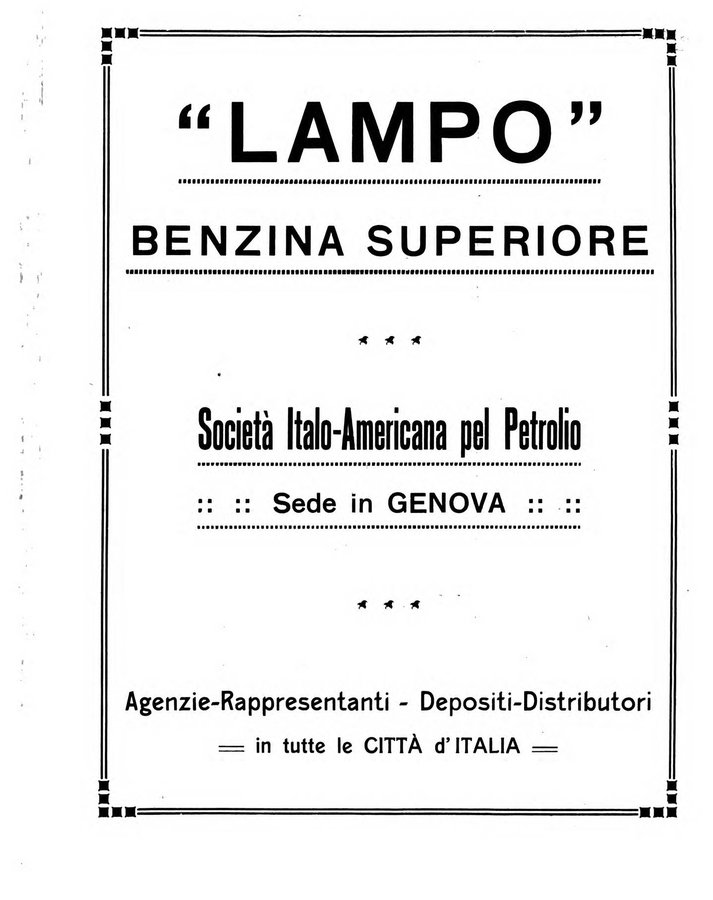 “LAMPO”
BENZINA SUPERIORE
Società Italo-Americana pel Petrolio
:: :: Sede in GENOVA :: ::
Agenzie-Rappresentanti - Depositi-Distributori
== in tutte le CITTÀ d'ITALIA ==